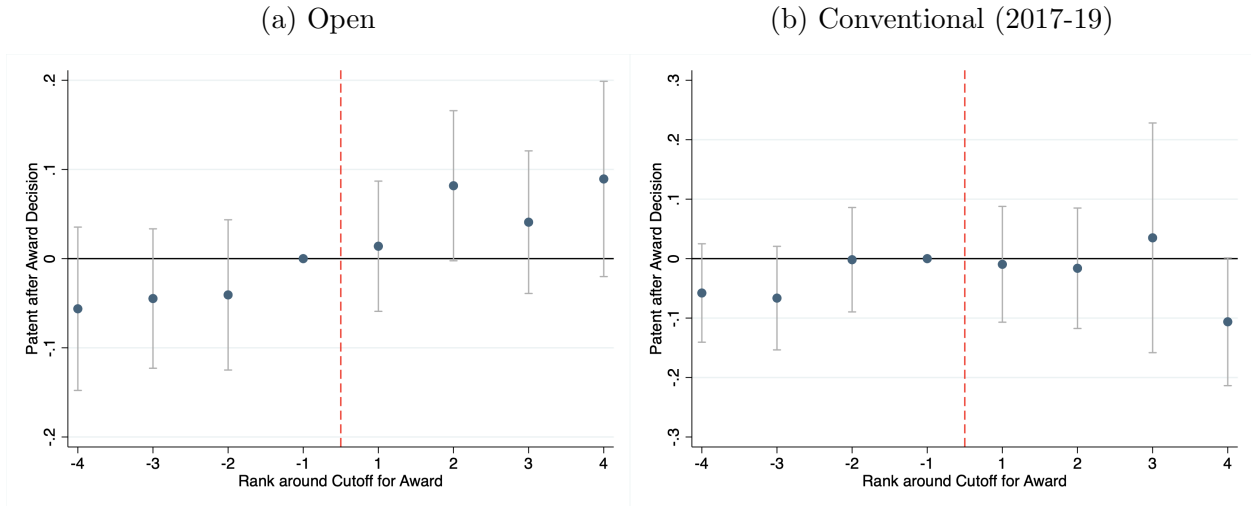 (a) Open
(b) Conventional (2017-19)
Patent after Award Decision
.2
.1
0
-.1
-.2
-4 -3 -2 -1 1 2 3 4
Rank around Cutoff for Award
Patent after Award Decision
.3
.2
.1
0
-.1
-.2
-.3
-4 -3 -2 -1 1 2 3 4
Rank around Cutoff for Award